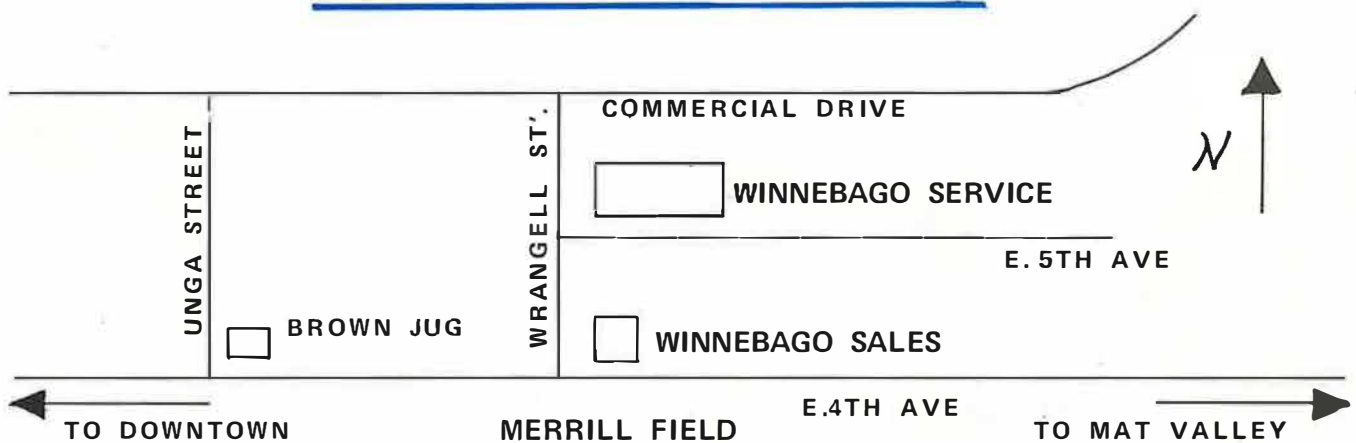 COMMERCIAL DRIVE
N
UNGA STREET
WRANGELL ST'.
WINNEBAGO SERVICE
E. 5TH AVE
BROWN JUG
WINNEBAGO SALES
E.4TH AVE
TO DOWNTOWN
MERRILL FIELD
TO MAT VALLEY